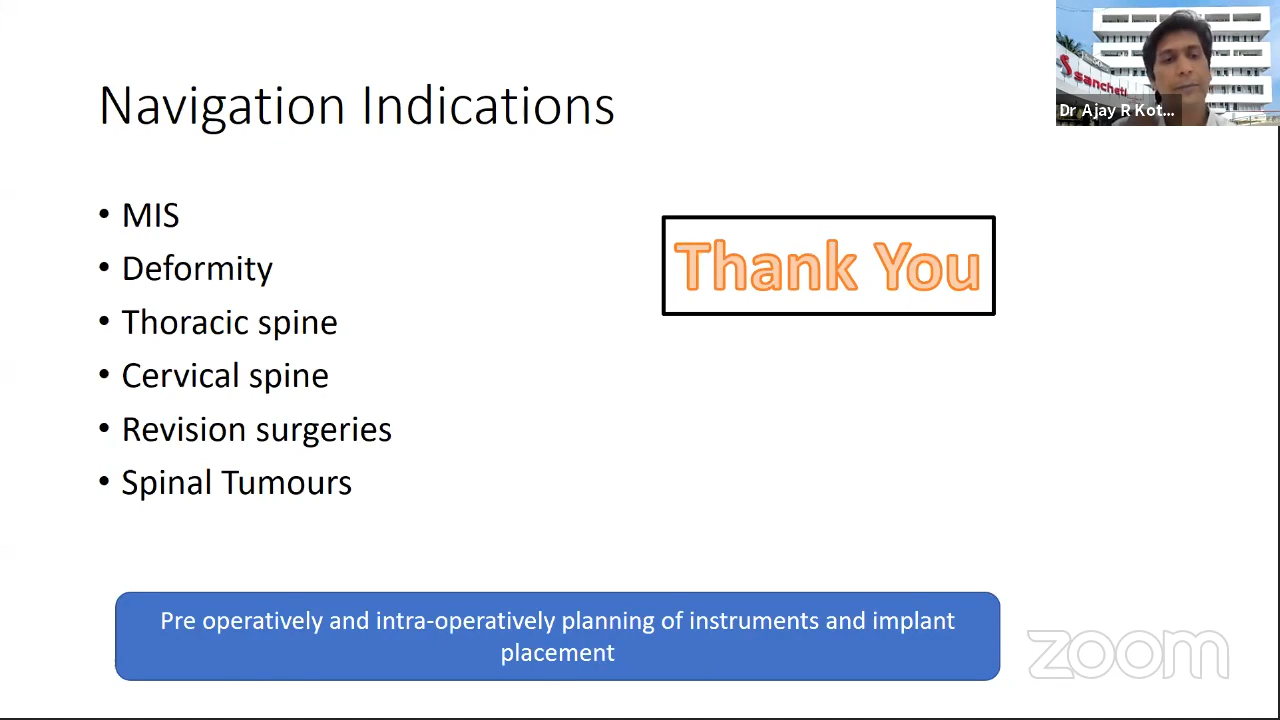 Navigation Indications
• MIS
• Deformity
• Thoracic spine
• Cervical spine
• Revision surgeries
• Spinal Tumours
Thank You
Pre operatively and intra-operatively planning of instruments and implant
placement
sancheti
Dr Ajay R Kot...
zoom